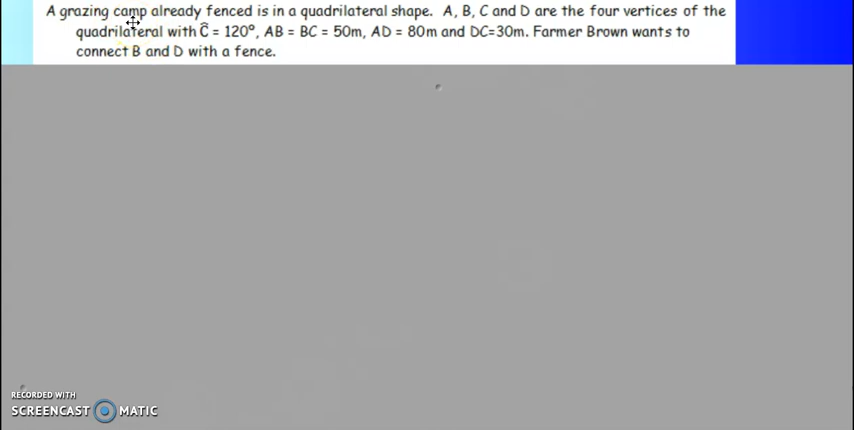 A grazing camp already fenced is in a quadrilateral shape. A, B, C and D are the four vertices of the
quadrilateral with Ĉ = 120°, AB = BC = 50m, AD = 80m and DC=30m. Farmer Brown wants to
connect B and D with a fence.
RECORDED WITH
SCREENCAST MATIC